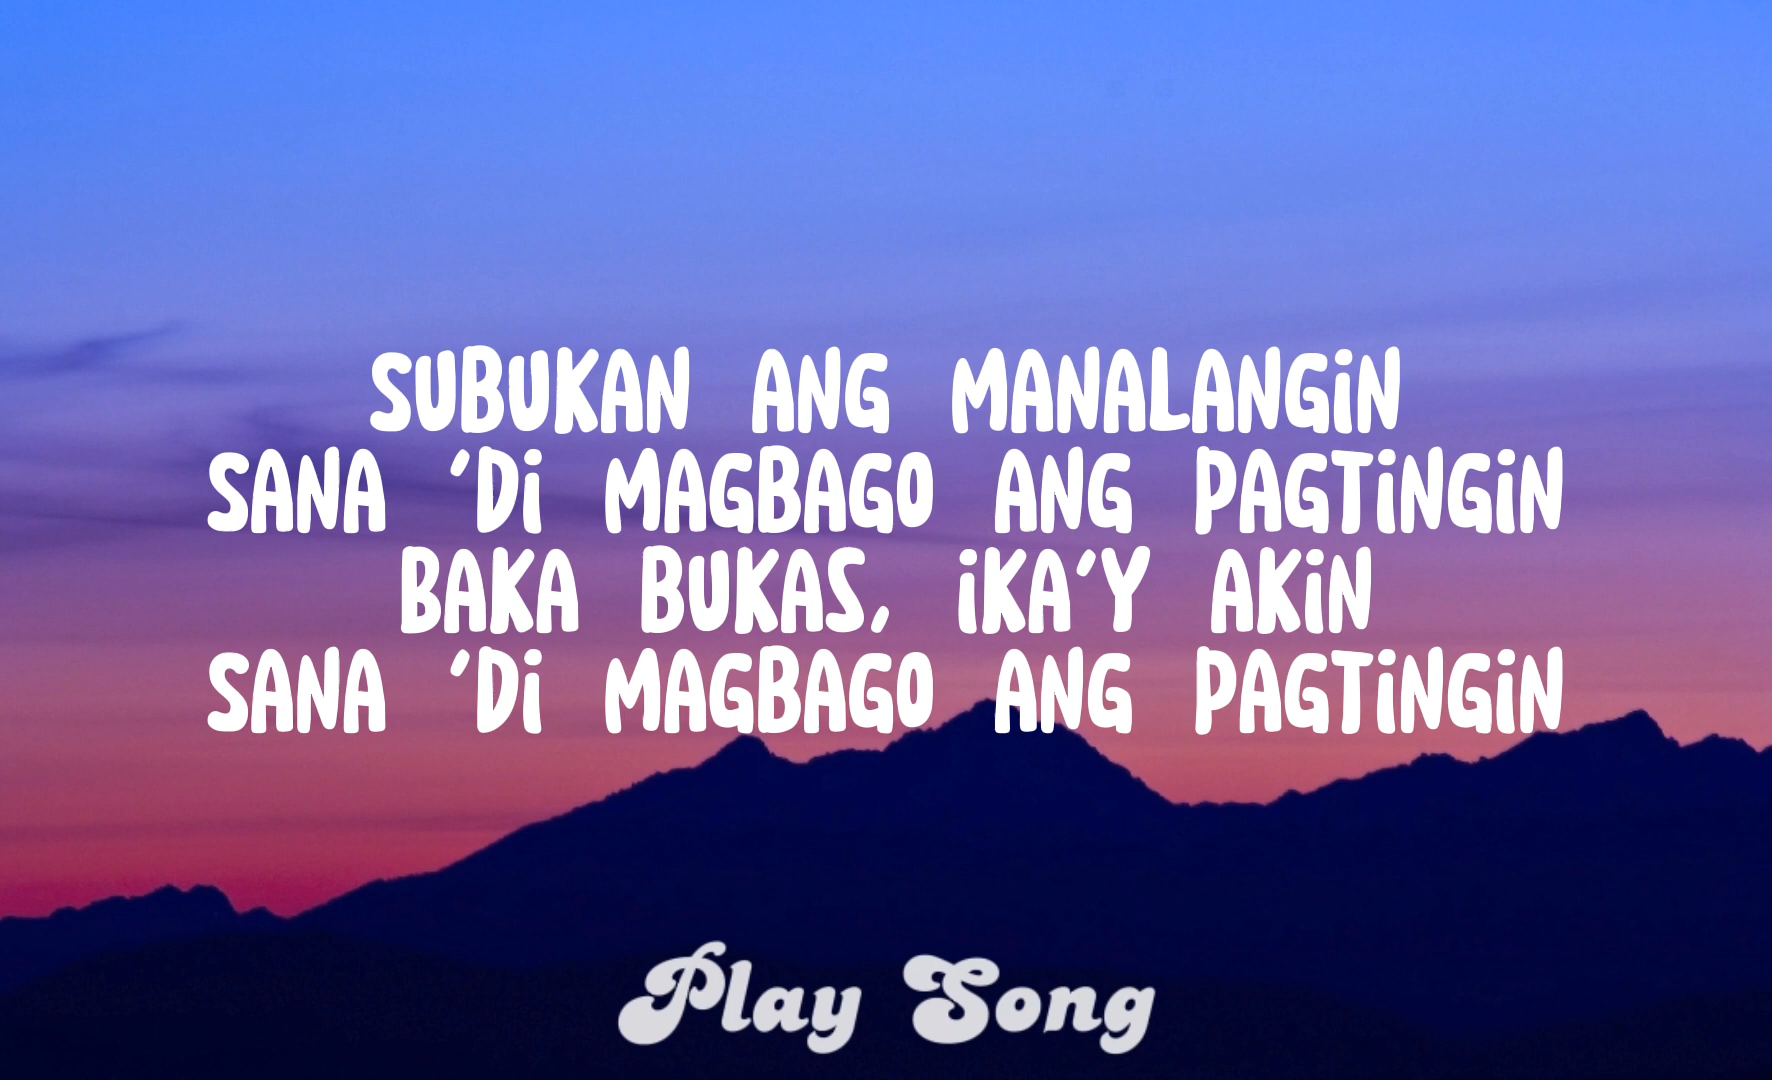 SUBUKAN ANG MANALANGiN
SANA 'Di MAGBAGO ANG PAGTiNGiN
BAKA BUKAS, iKA'Y AKiN
SANA 'Di MAGBAGO ANG PAGTiNGiN
Play Song